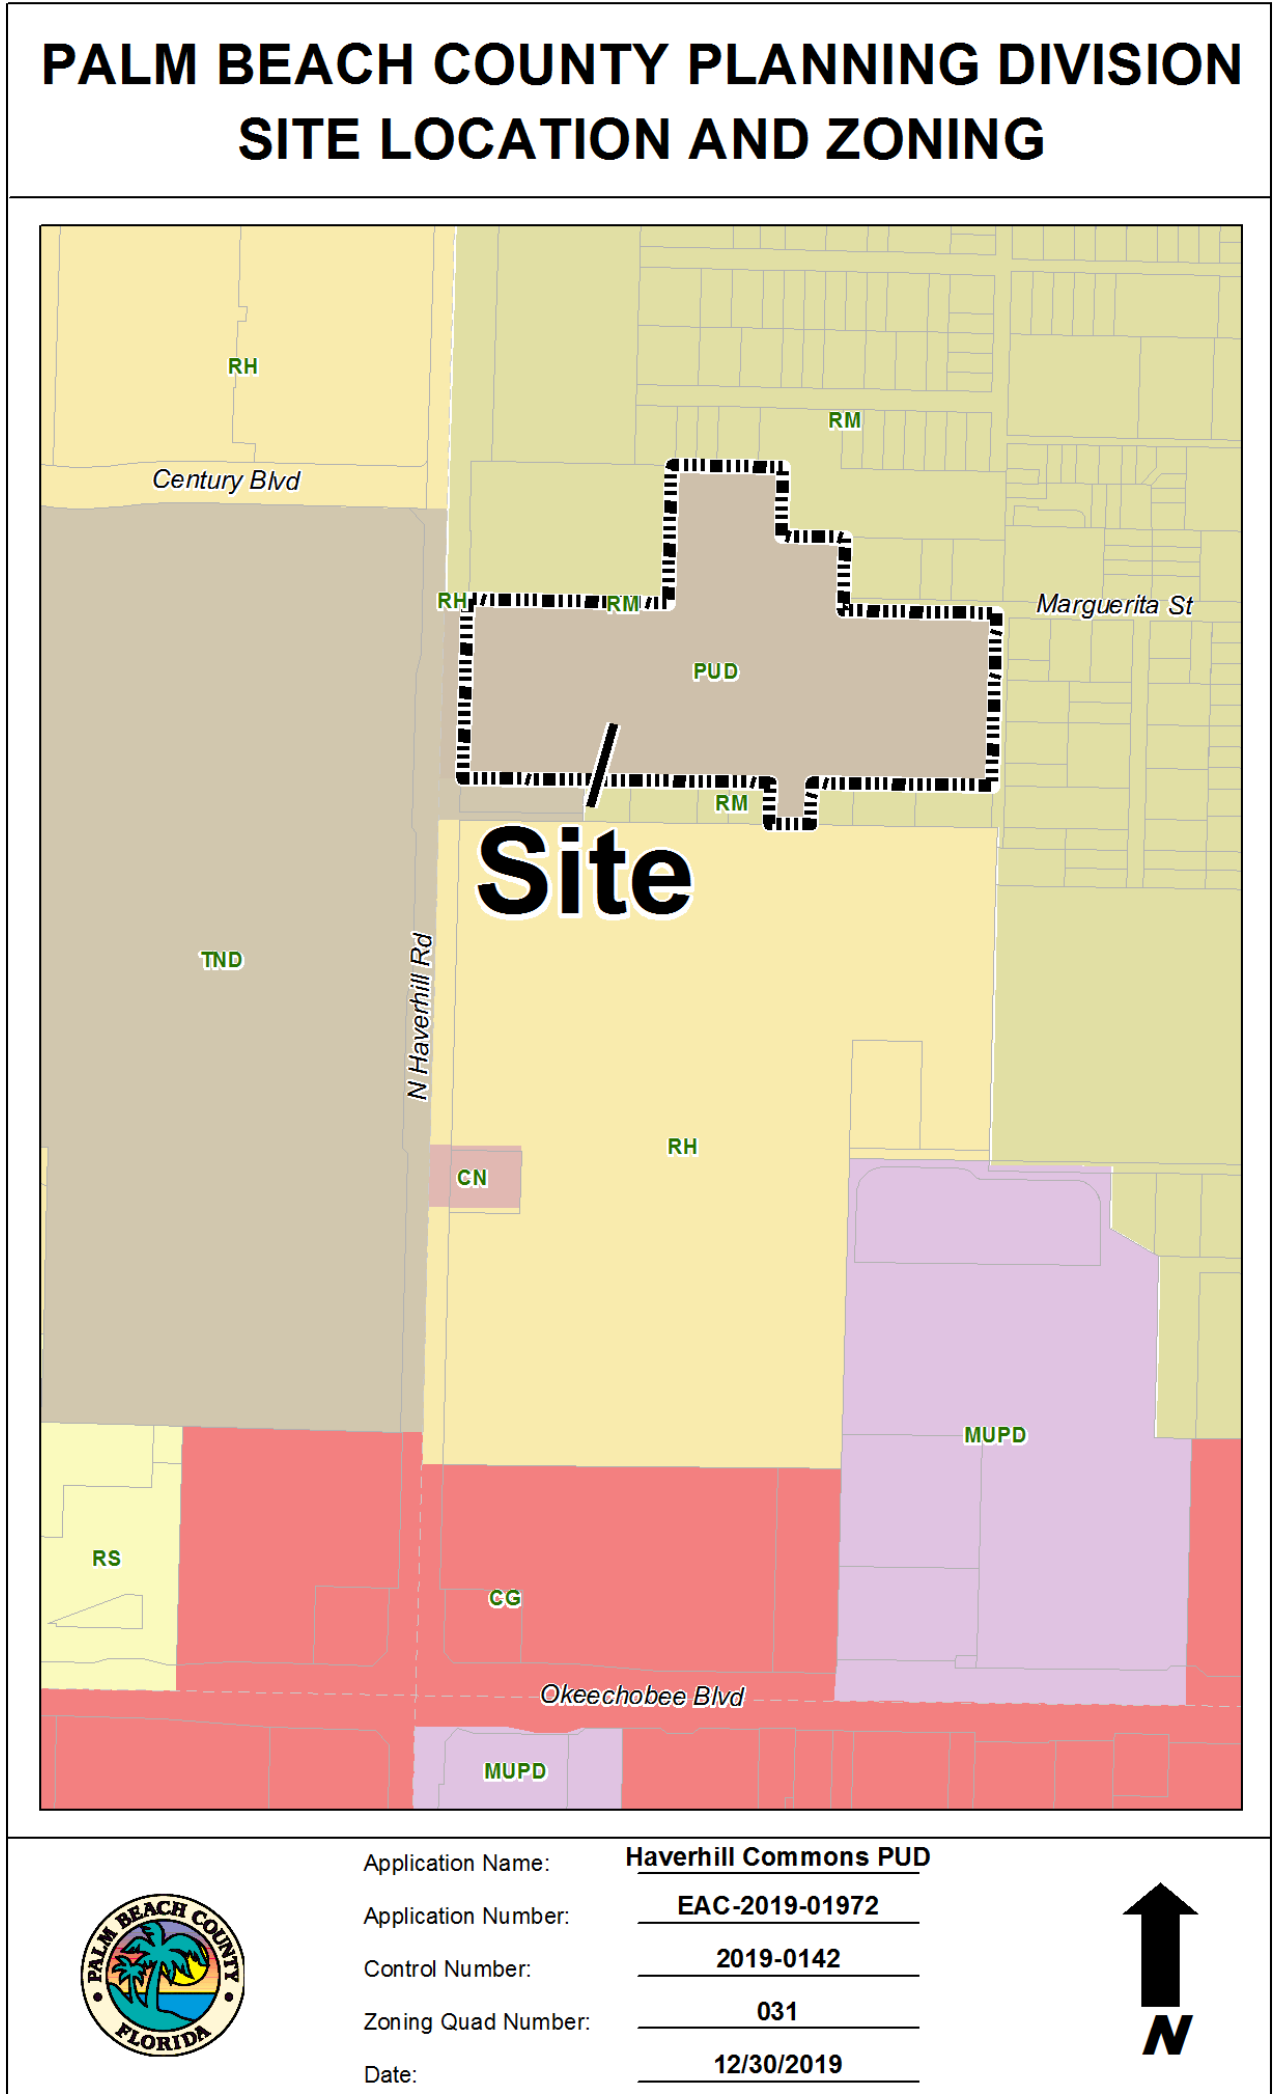 PALM BEACH COUNTY PLANNING DIVISION
SITE LOCATION AND ZONING
RH
RM
Century Blvd
RH
RM
Marguerita St
PUD
RM
Site
TND
N Haverhill Rd
RH
CN
MUPD
RS
CG
Okeechobee Blvd
MUPD
PALM BEACH COUNTY
FLORIDA
Application Name: Haverhill Commons PUD
Application Number: EAC-2019-01972
Control Number: 2019-0142
Zoning Quad Number: 031
Date: 12/30/2019
N